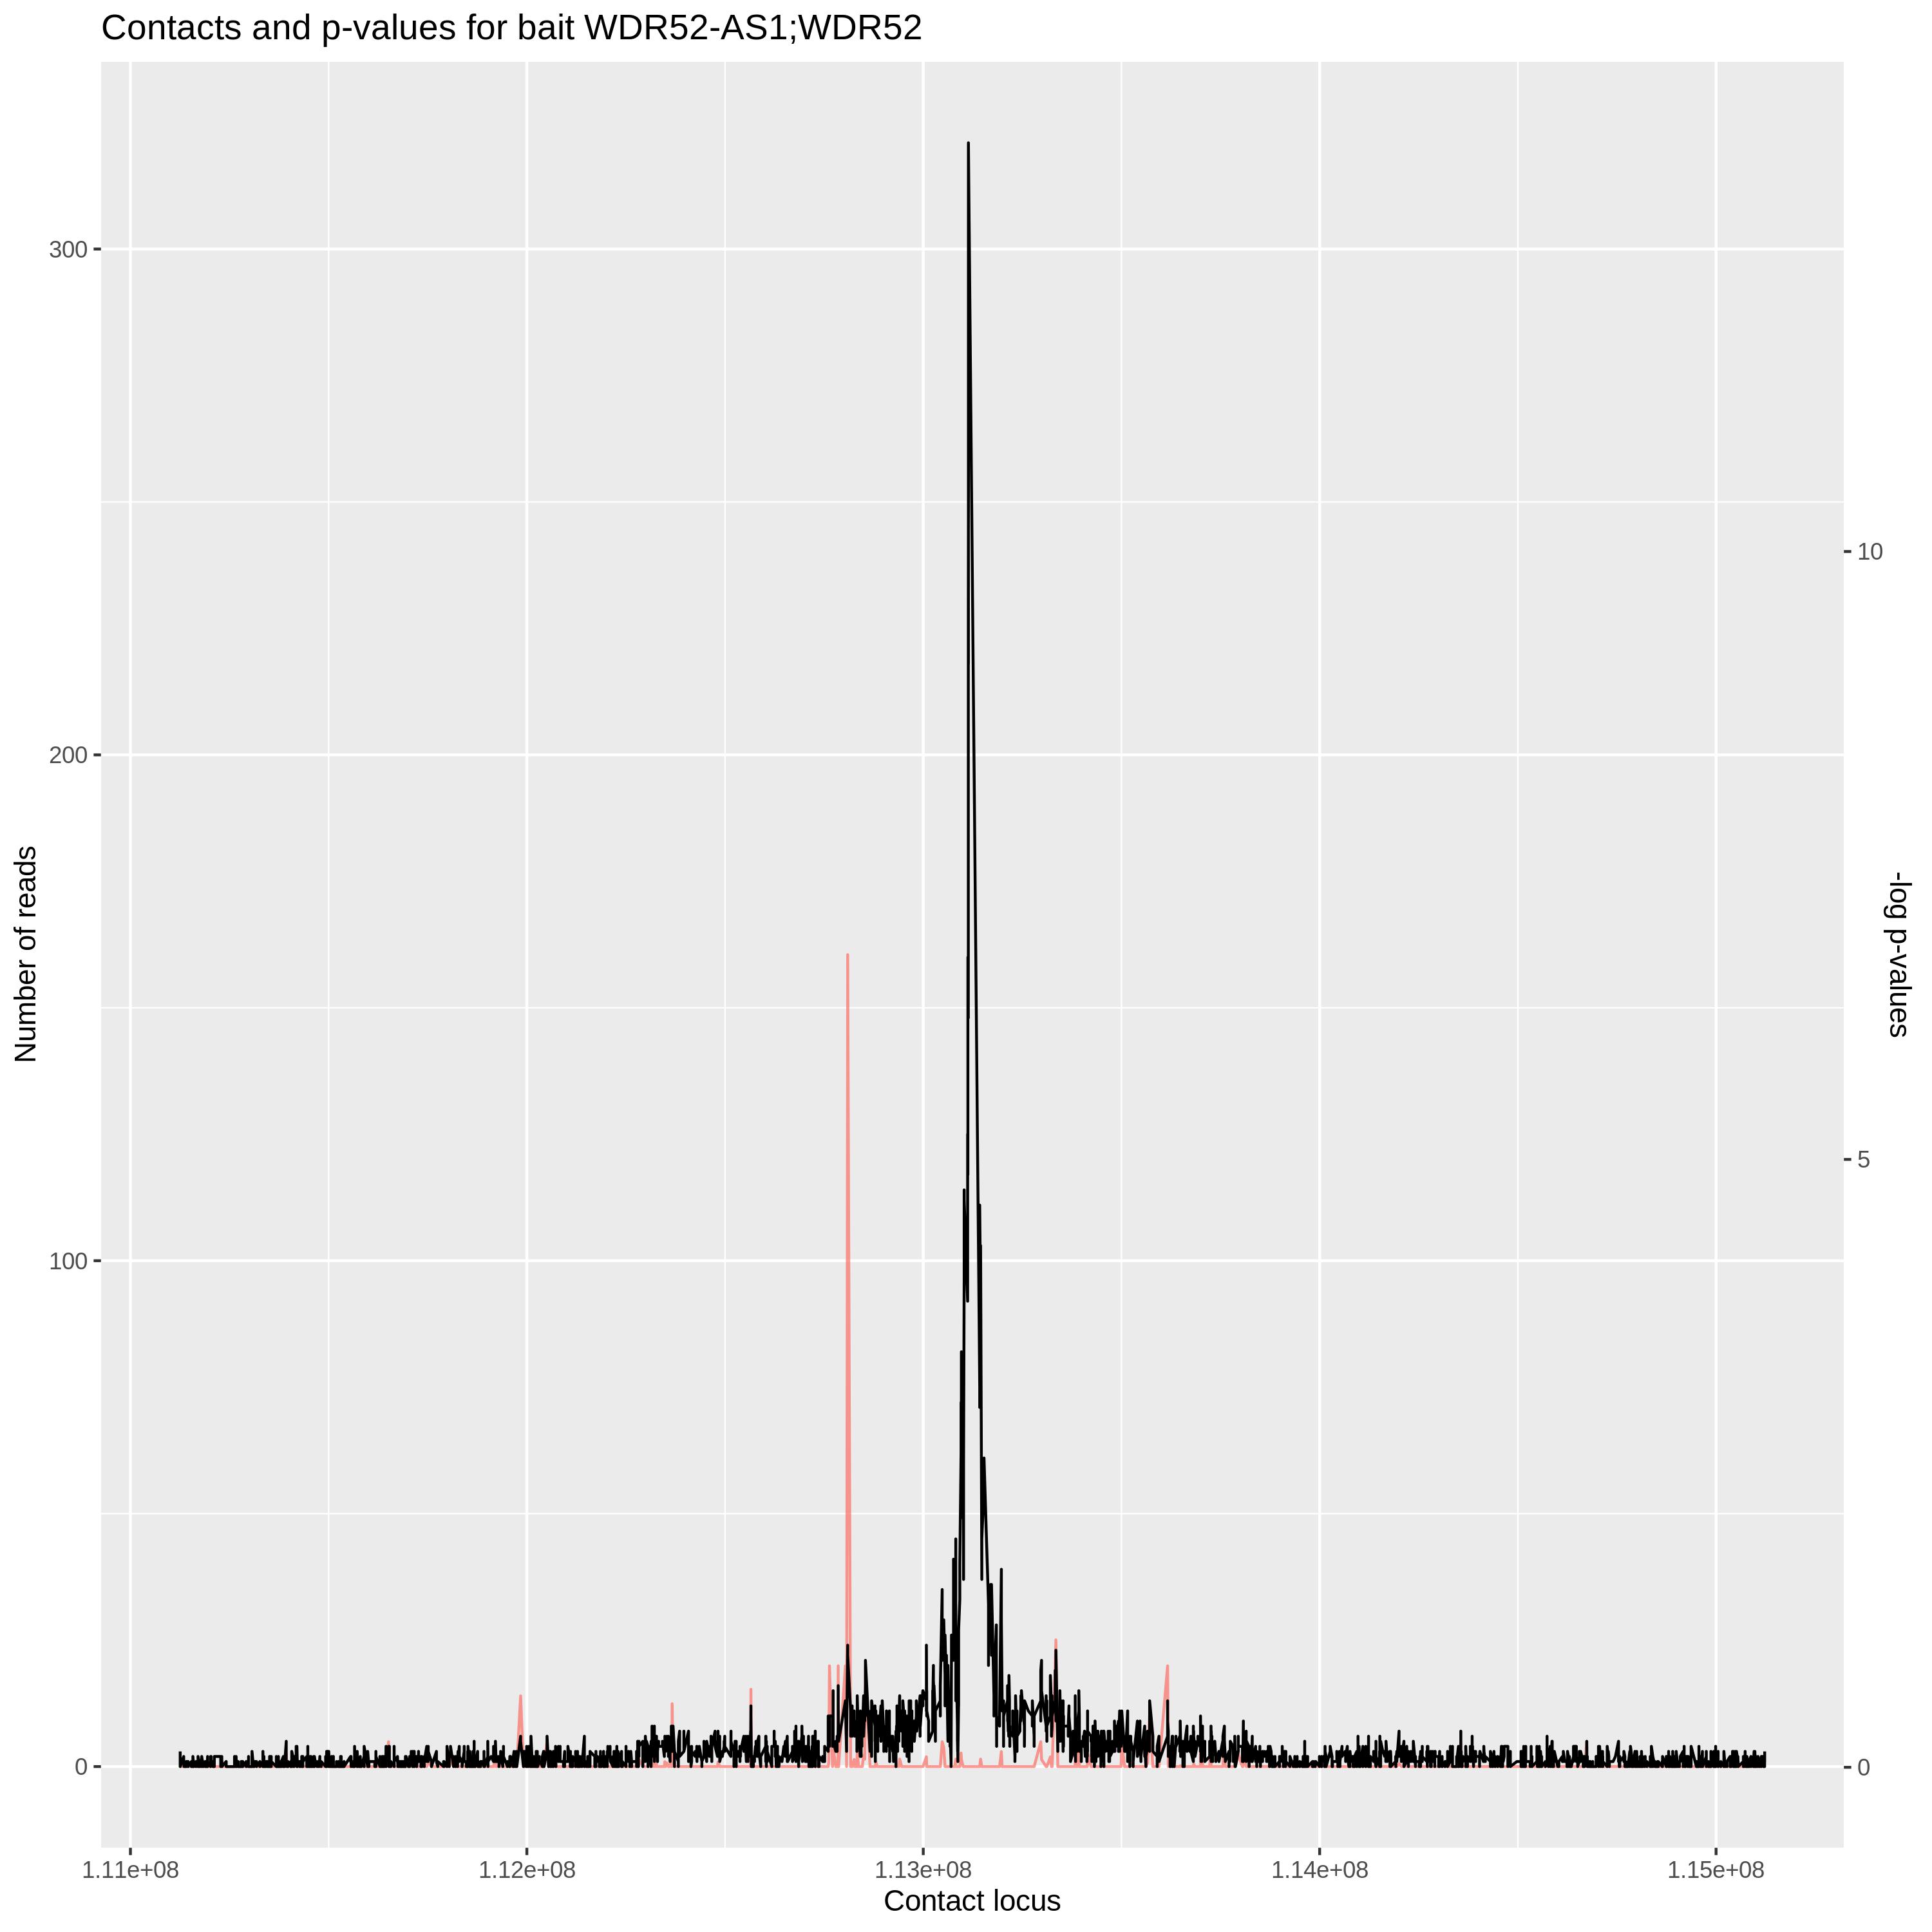 Contacts and p-values for bait WDR52-AS1;WDR52
300
200
100
0
Number of reads
10
5
0
-log p-values
1.11e+08
1.12e+08
1.13e+08
1.14e+08
1.15e+08
Contact locus